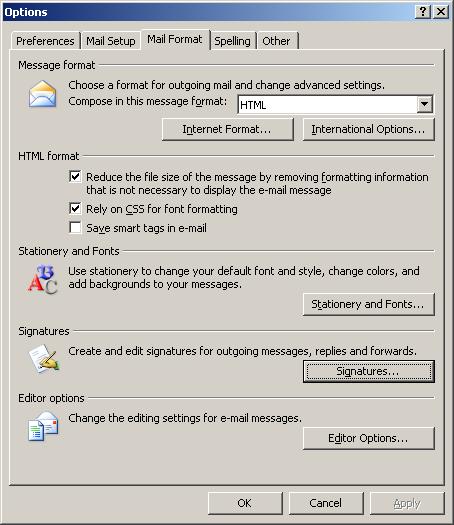 Options
Preferences
Mail Setup
Mail Format
Spelling
Other
Message format
Choose a format for outgoing mail and change advanced settings.
Compose in this message format:
HTML
Internet Format...
International Options...
HTML format
Reduce the file size of the message by removing formatting information
that is not necessary to display the e-mail message
Rely on CSS for font formatting
Save smart tags in e-mail
Stationery and Fonts
Use stationery to change your default font and style, change colors, and
add backgrounds to your messages.
Stationery and Fonts...
Signatures
Create and edit signatures for outgoing messages, replies and forwards.
Signatures...
Editor options
Change the editing settings for e-mail messages.
Editor Options...
OK
Cancel
Apply